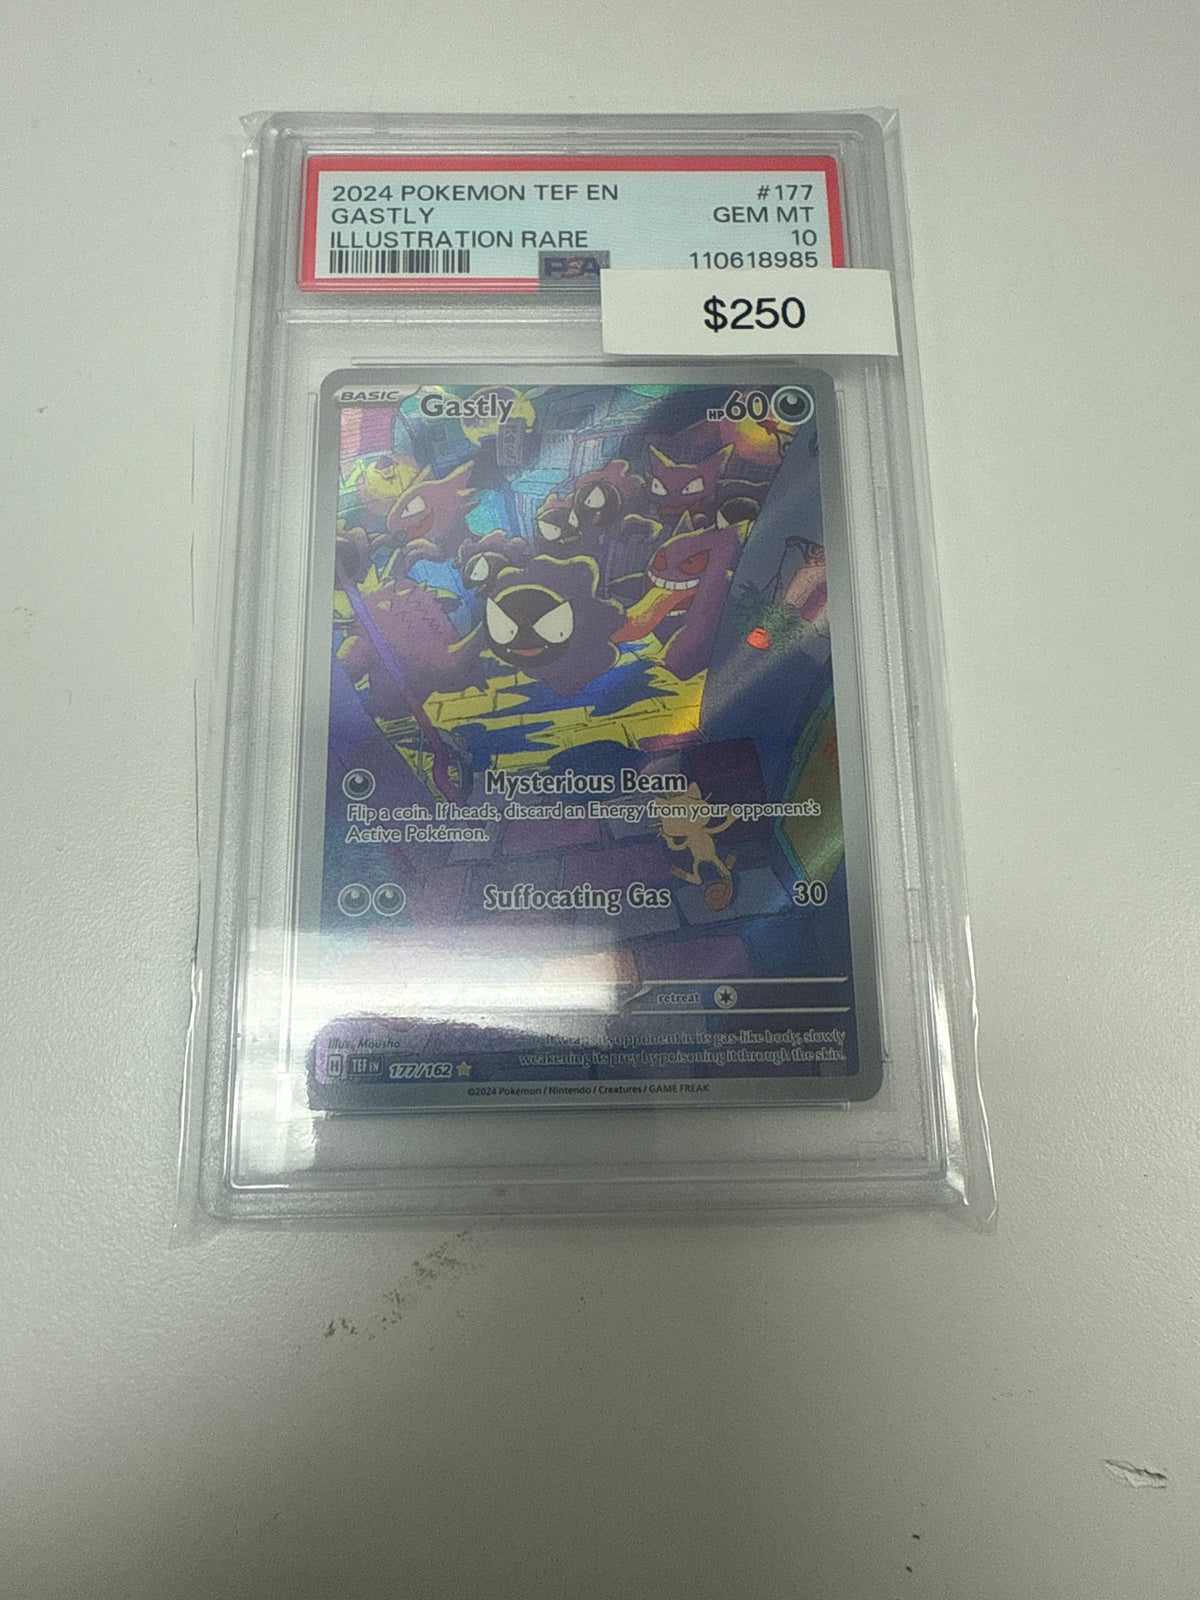 2024 POKEMON TEF EN #177
GASTLY GEM MT
ILLUSTRATION RARE 10
PSA 110618985
$250
BASIC Gastly HP60
Mysterious Beam
Flip a coin. If heads, discard an Energy from your opponent's
Active Pokémon.
Suffocating Gas 30
retreat
Illus. Mousho
It wraps its opponent in its gas-like body, slowly
weakening its prey by poisoning it through the skin.
H TEF EN 177/162
©2024 Pokémon / Nintendo / Creatures / GAME FREAK